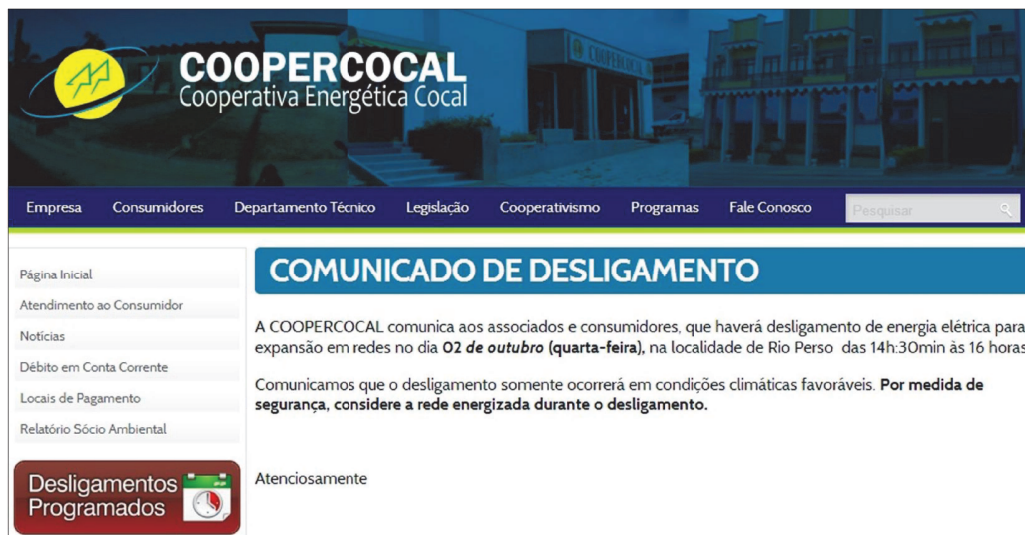 COOPERCOCAL
Cooperativa Energética Cocal
Empresa Consumidores Departamento Técnico Legislação Cooperativismo Programas Fale Conosco Pesquisar
Página Inicial
Atendimento ao Consumidor
Notícias
Débito em Conta Corrente
Locais de Pagamento
Relatório Sócio Ambiental
Desligamentos
Programados
COMUNICADO DE DESLIGAMENTO
A COOPERCOCAL comunica aos associados e consumidores, que haverá desligamento de energia elétrica para
expansão em redes no dia 02 de outubro (quarta-feira), na localidade de Rio Perso das 14h:30min às 16 horas
Comunicamos que o desligamento somente ocorrerá em condições climáticas favoráveis. Por medida de
segurança, considere a rede energizada durante o desligamento.
Atenciosamente